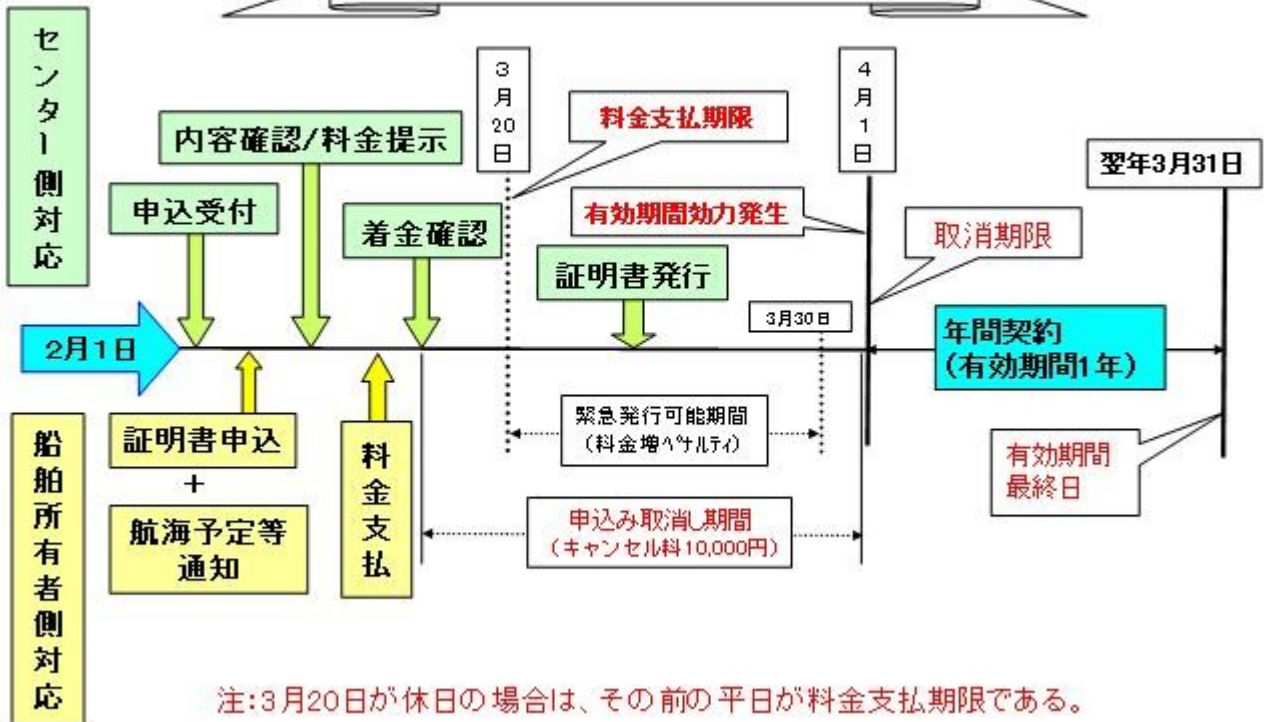 センター側対応
3月20日
4月1日
料金支払期限
内容確認/料金提示
翌年3月31日
申込受付
有効期間効力発生
着金確認
取消期限
証明書発行
3月30日
2月1日
年間契約
(有効期間1年)
船舶所有者側対応
証明書申込
+
航海予定等
通知
料金支払
緊急発行可能期間
(料金増ペナルティ)
有効期間
最終日
申込み取消し期間
(キャンセル料10,000円)
注:3月20日が休日の場合は、その前の平日が料金支払期限である。